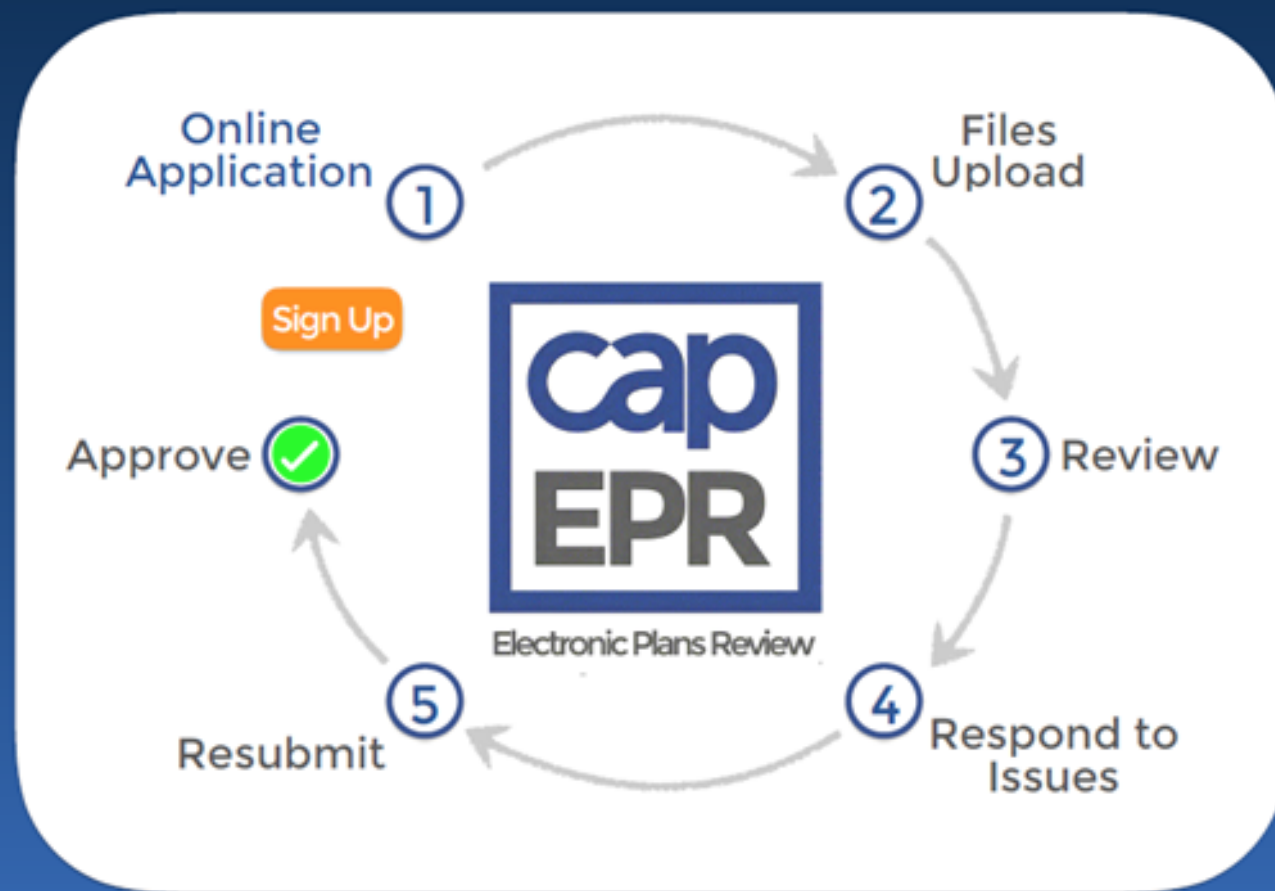 Online
Application
1
2
Files
Upload
Sign Up
cap
EPR
Electronic Plans Review
3
Review
4
Respond to
Issues
5
Resubmit
Approve